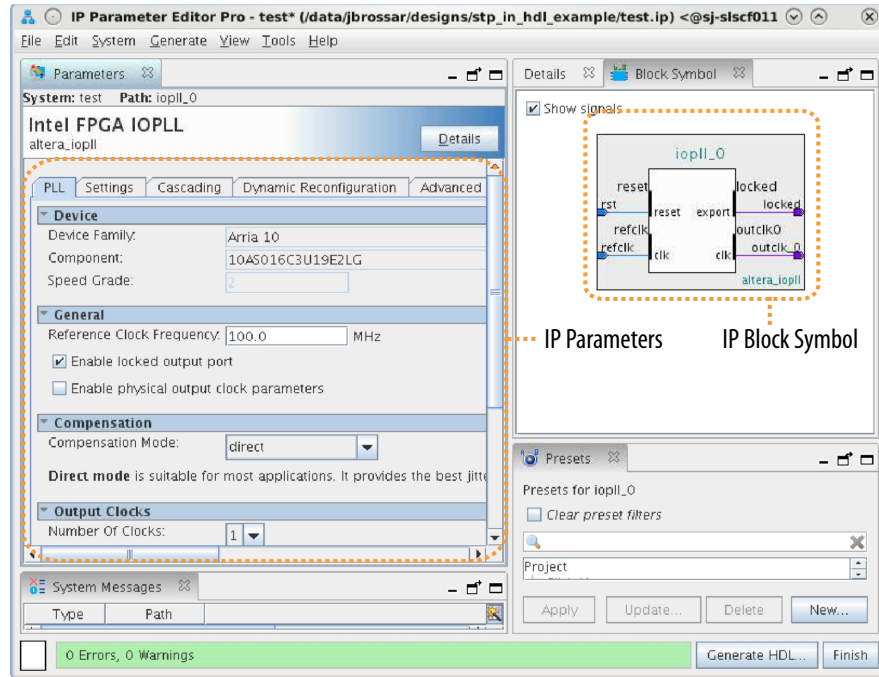 IP Parameter Editor Pro - test* (/data/jbrossar/designs/stp_in_hdl_example/test.ip) <@sj-slscf011
File Edit System Generate View Tools Help
Parameters
System: test Path: iopll_0
Intel FPGA IOPLL
altera_iopll
Details
PLL Settings Cascading Dynamic Reconfiguration Advanced
Device
Device Family: Arria 10
Component: 10AS016C3U19E2LG
Speed Grade: 2
General
Reference Clock Frequency: 100.0 MHz
Enable locked output port
Enable physical output clock parameters
Compensation
Compensation Mode: direct
Direct mode is suitable for most applications. It provides the best jitte
Output Clocks
Number Of Clocks: 1
System Messages
Type Path
0 Errors, 0 Warnings
Details Block Symbol
Show signals
iopll_0
reset locked
rst locked
reset export
refclk outclk0
refclk outclk_0
clk clk
altera_iopll
IP Parameters IP Block Symbol
Presets
Presets for iopll_0
Clear preset filters
Project
Apply Update... Delete New...
Generate HDL... Finish